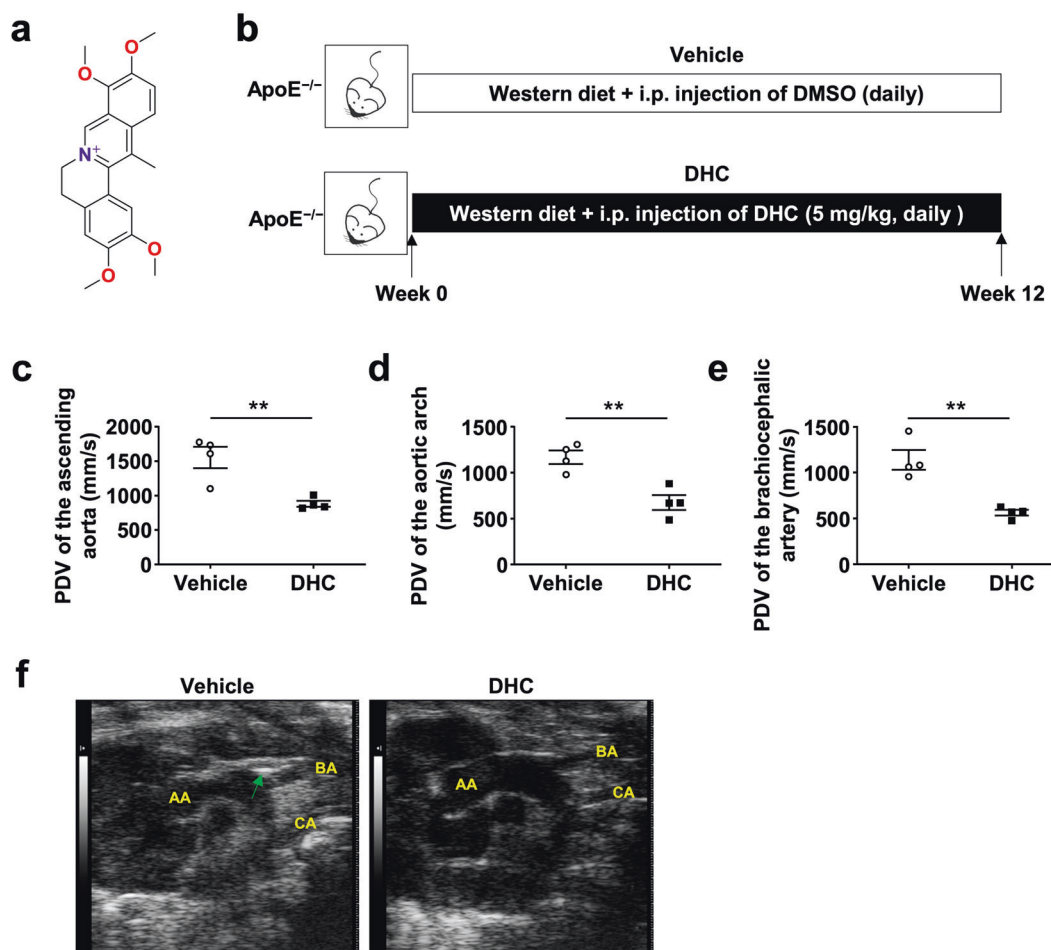 a
O
O
N+
O
O
b
Vehicle
ApoE–/–
Western diet + i.p. injection of DMSO (daily)
DHC
ApoE–/–
Western diet + i.p. injection of DHC (5 mg/kg, daily )
Week 0
Week 12
c
PDV of the ascending
aorta (mm/s)
2000
1500
1000
500
0
**
Vehicle
DHC
d
PDV of the aortic arch
(mm/s)
1500
1000
500
0
**
Vehicle
DHC
e
PDV of the brachiocephalic
artery (mm/s)
1500
1000
500
0
**
Vehicle
DHC
f
Vehicle
AA
BA
CA
DHC
AA
BA
CA